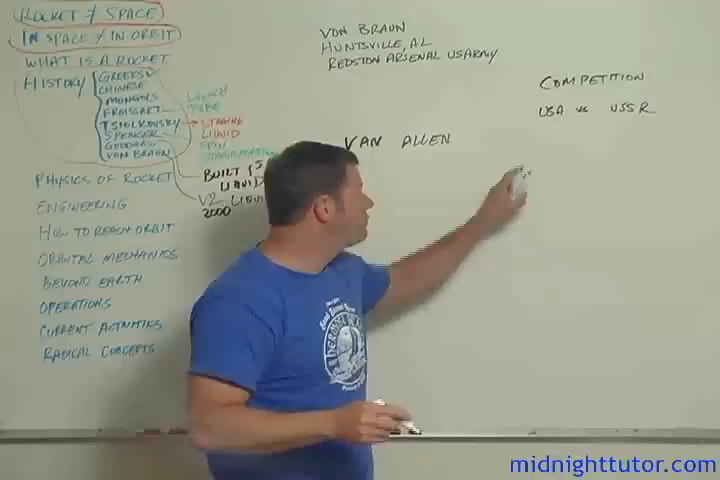 ROCKET ≠ SPACE
IN SPACE ≠ IN ORBIT
WHAT IS A ROCKET
HISTORY
GREEKS
CHINESE
MONGOLS
FROISSART
TSIOLKOVSKY
SPENCER
GODDARD
VON BRAUN
LAUNCH
TUBE
STAGING
LIQUID
SPIN
BUILT 1ST
LIQUID
V2 LIQUID
2000
PHYSICS OF ROCKET
ENGINEERING
HOW TO REACH ORBIT
ORBITAL MECHANICS
BEYOND EARTH
OPERATIONS
CURRENT ACTIVITIES
RADICAL CONCEPTS
VON BRAUN
HUNTSVILLE, AL
REDSTON ARSENAL USARMY
VAN ALLEN
COMPETITION
USA vs USSR
midnighttutor.com